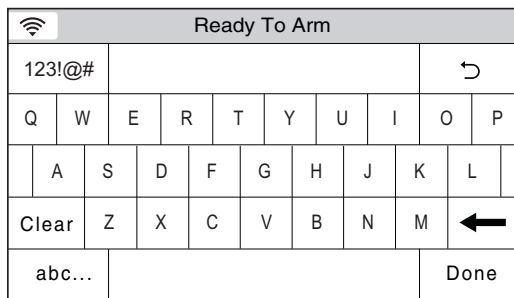 Ready To Arm
123!@#
Q W E R T Y U I O P
A S D F G H J K L
Clear Z X C V B N M
abc... Done